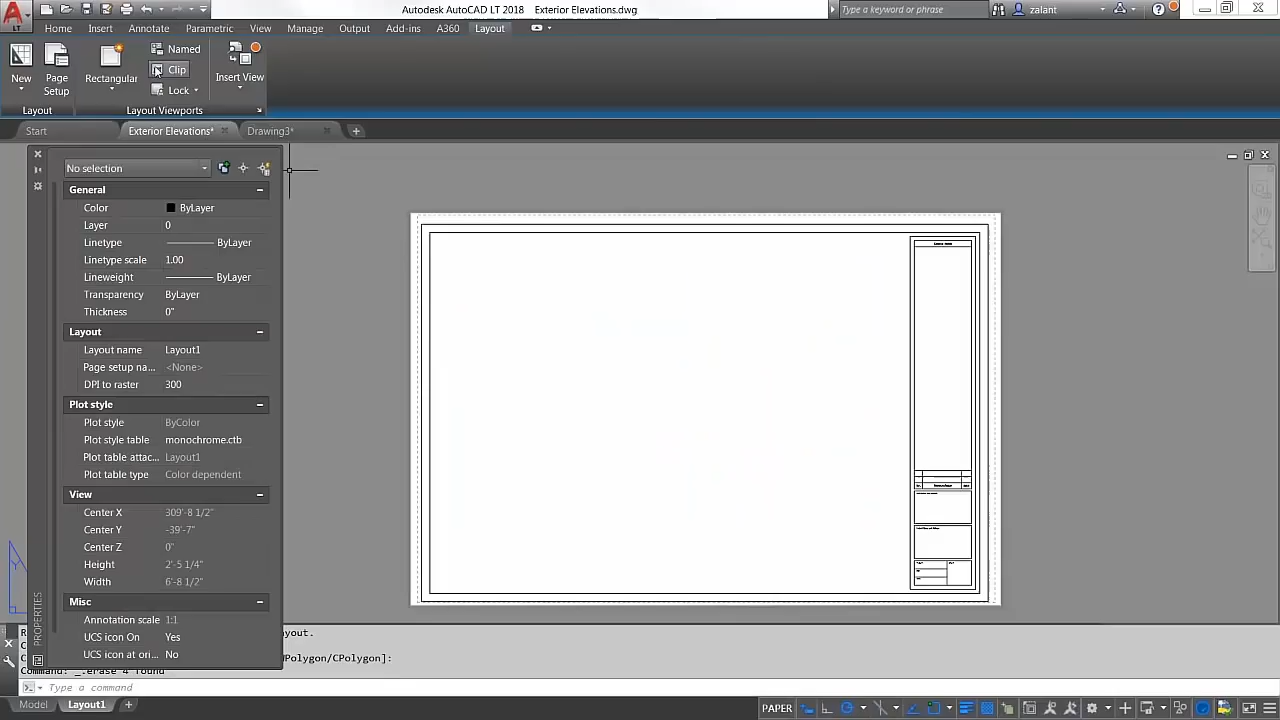 Autodesk AutoCAD LT 2018 Exterior Elevations.dwg
Type a keyword or phrase
zalant
LT
Home Insert Annotate Parametric View Manage Output Add-ins A360 Layout
New
Page
Setup
Rectangular
Named
Clip
Lock
Insert View
Layout
Layout Viewports
Start
Exterior Elevations*
Drawing3*
No selection
General
Color ByLayer
Layer 0
Linetype ByLayer
Linetype scale 1.00
Lineweight ByLayer
Transparency ByLayer
Thickness 0"
Layout
Layout name Layout1
Page setup na... <None>
DPI to raster 300
Plot style
Plot style ByColor
Plot style table monochrome.ctb
Plot table attac... Layout1
Plot table type Color dependent
View
Center X 309'-8 1/2"
Center Y -39'-7"
Center Z 0"
Height 2'-5 1/4"
Width 6'-8 1/2"
Misc
Annotation scale 1:1
UCS icon On Yes
UCS icon at ori... No
PROPERTIES
ayout.
Polygon/CPolygon]:
Command: _.erase 4 found
Type a command
Model Layout1
PAPER